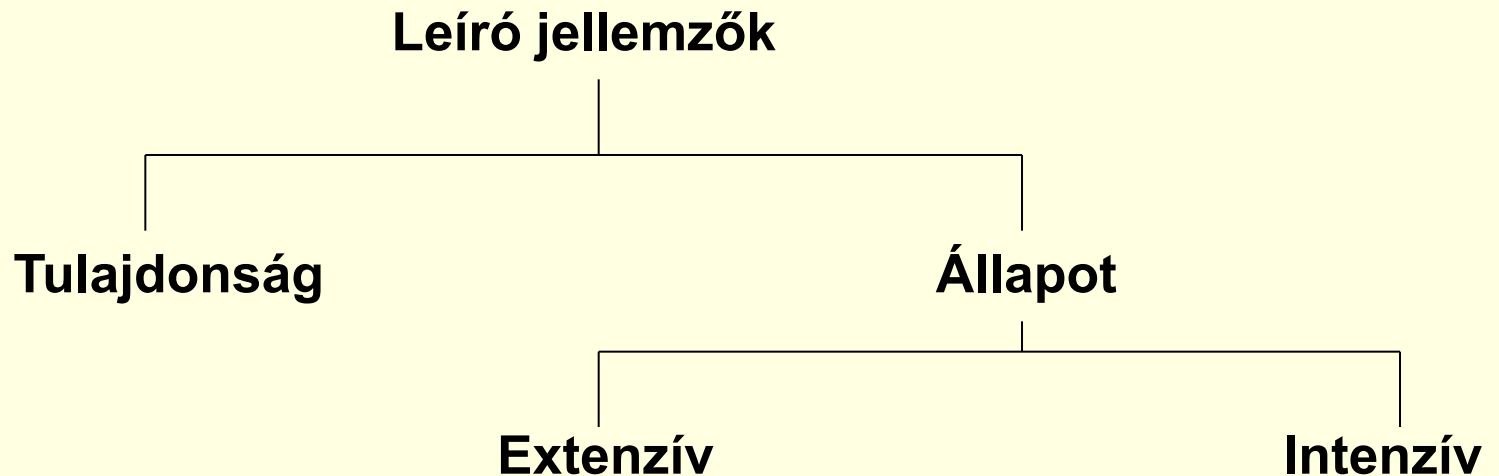 Leíró jellemzők
Tulajdonság
Állapot
Extenzív
Intenzív